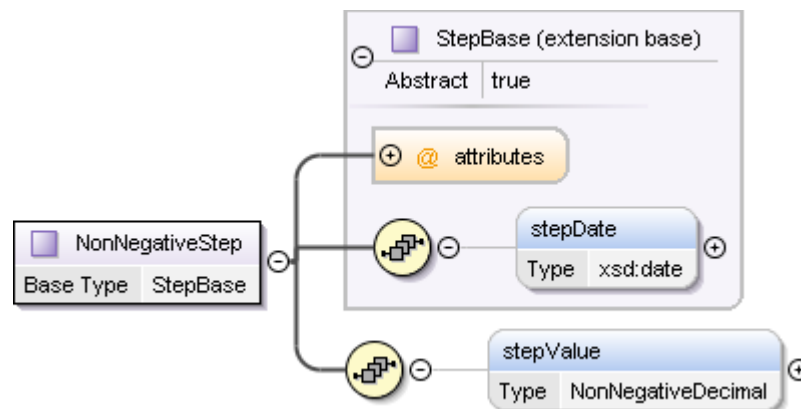 StepBase (extension base)
Abstract true
@ attributes
stepDate
Type xsd:date
NonNegativeStep
Base Type StepBase
stepValue
Type NonNegativeDecimal